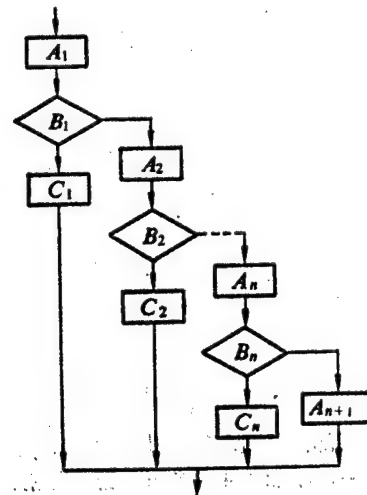 A₁
B₁
A₂
C₁
B₂
Aₙ
C₂
Bₙ
Aₙ₊₁
Cₙ